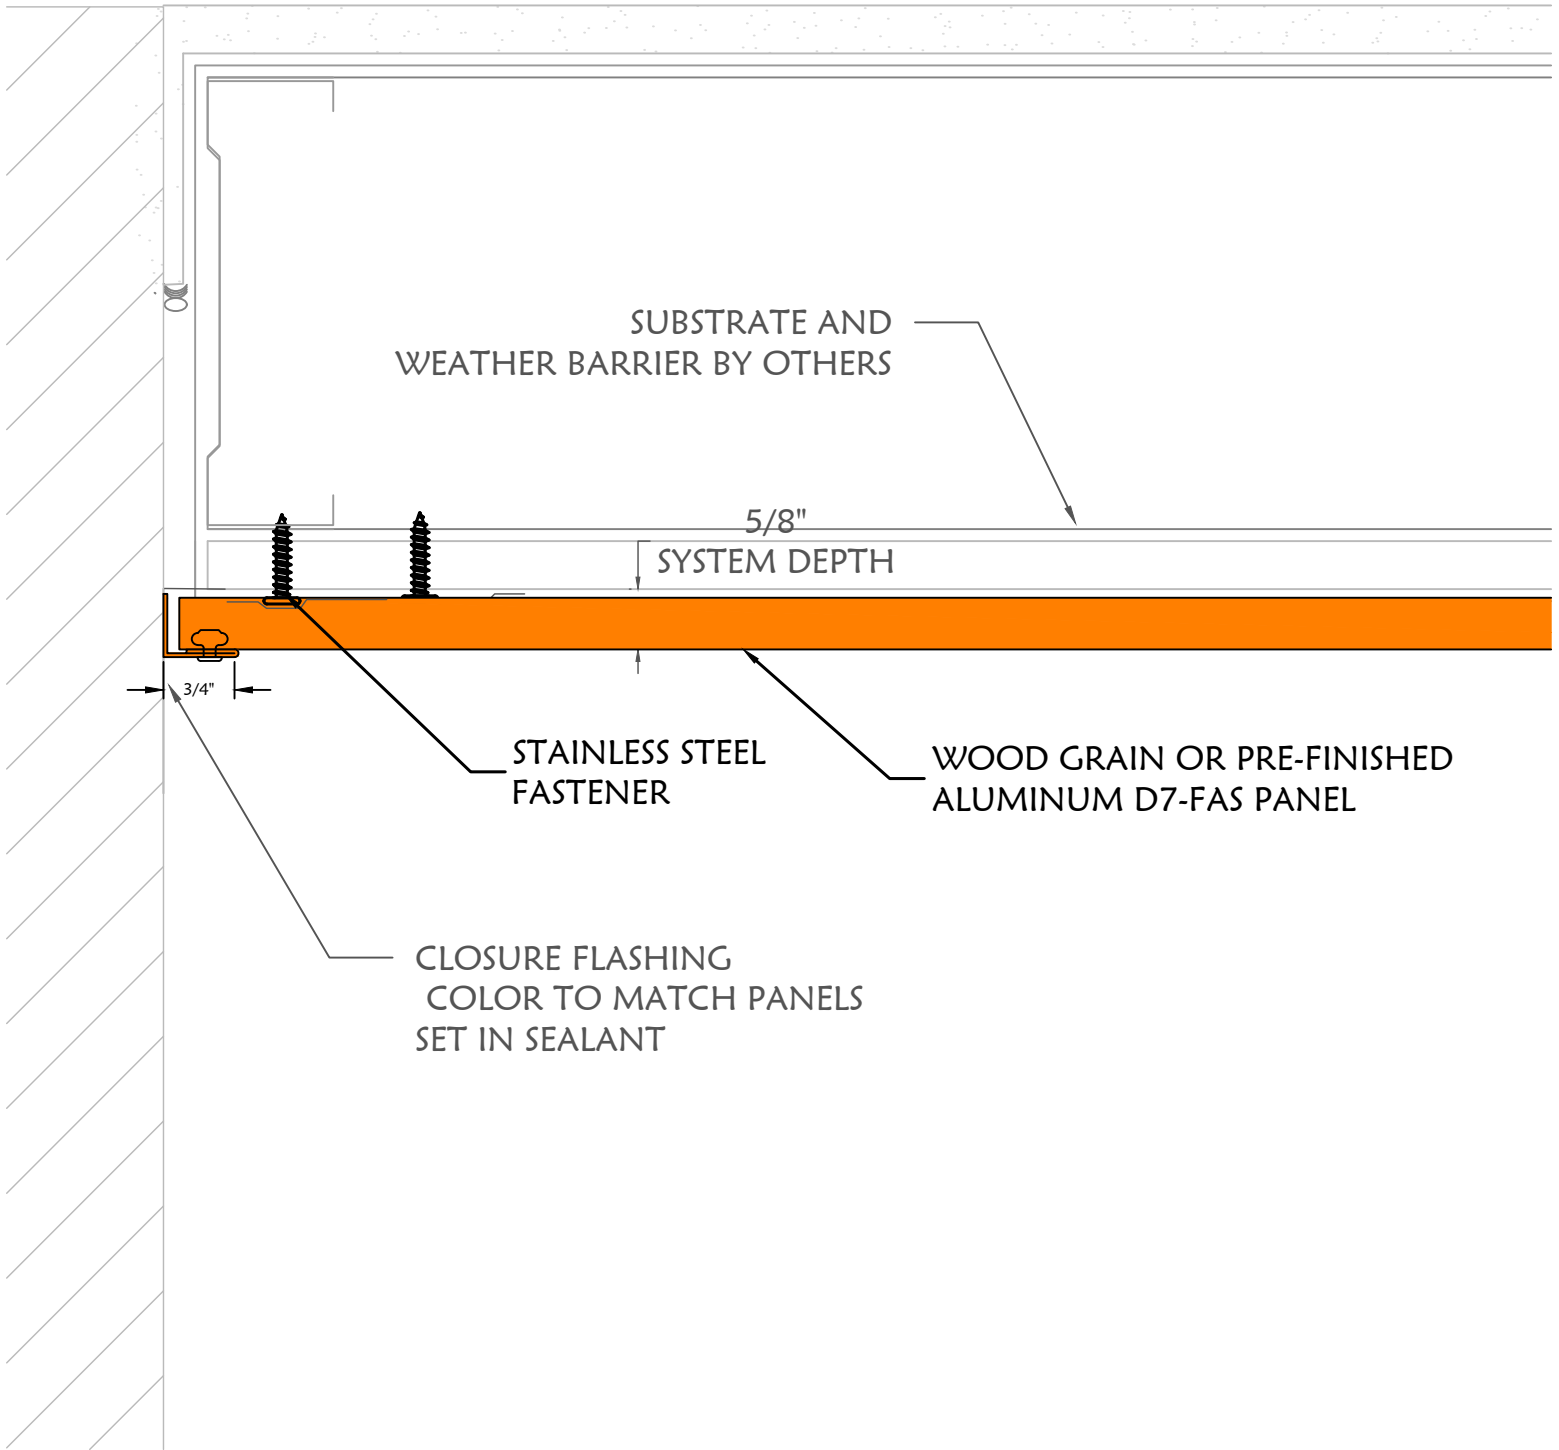 SUBSTRATE AND
WEATHER BARRIER BY OTHERS
5/8"
SYSTEM DEPTH
3/4"
STAINLESS STEEL
FASTENER
WOOD GRAIN OR PRE-FINISHED
ALUMINUM D7-FAS PANEL
CLOSURE FLASHING
COLOR TO MATCH PANELS
SET IN SEALANT